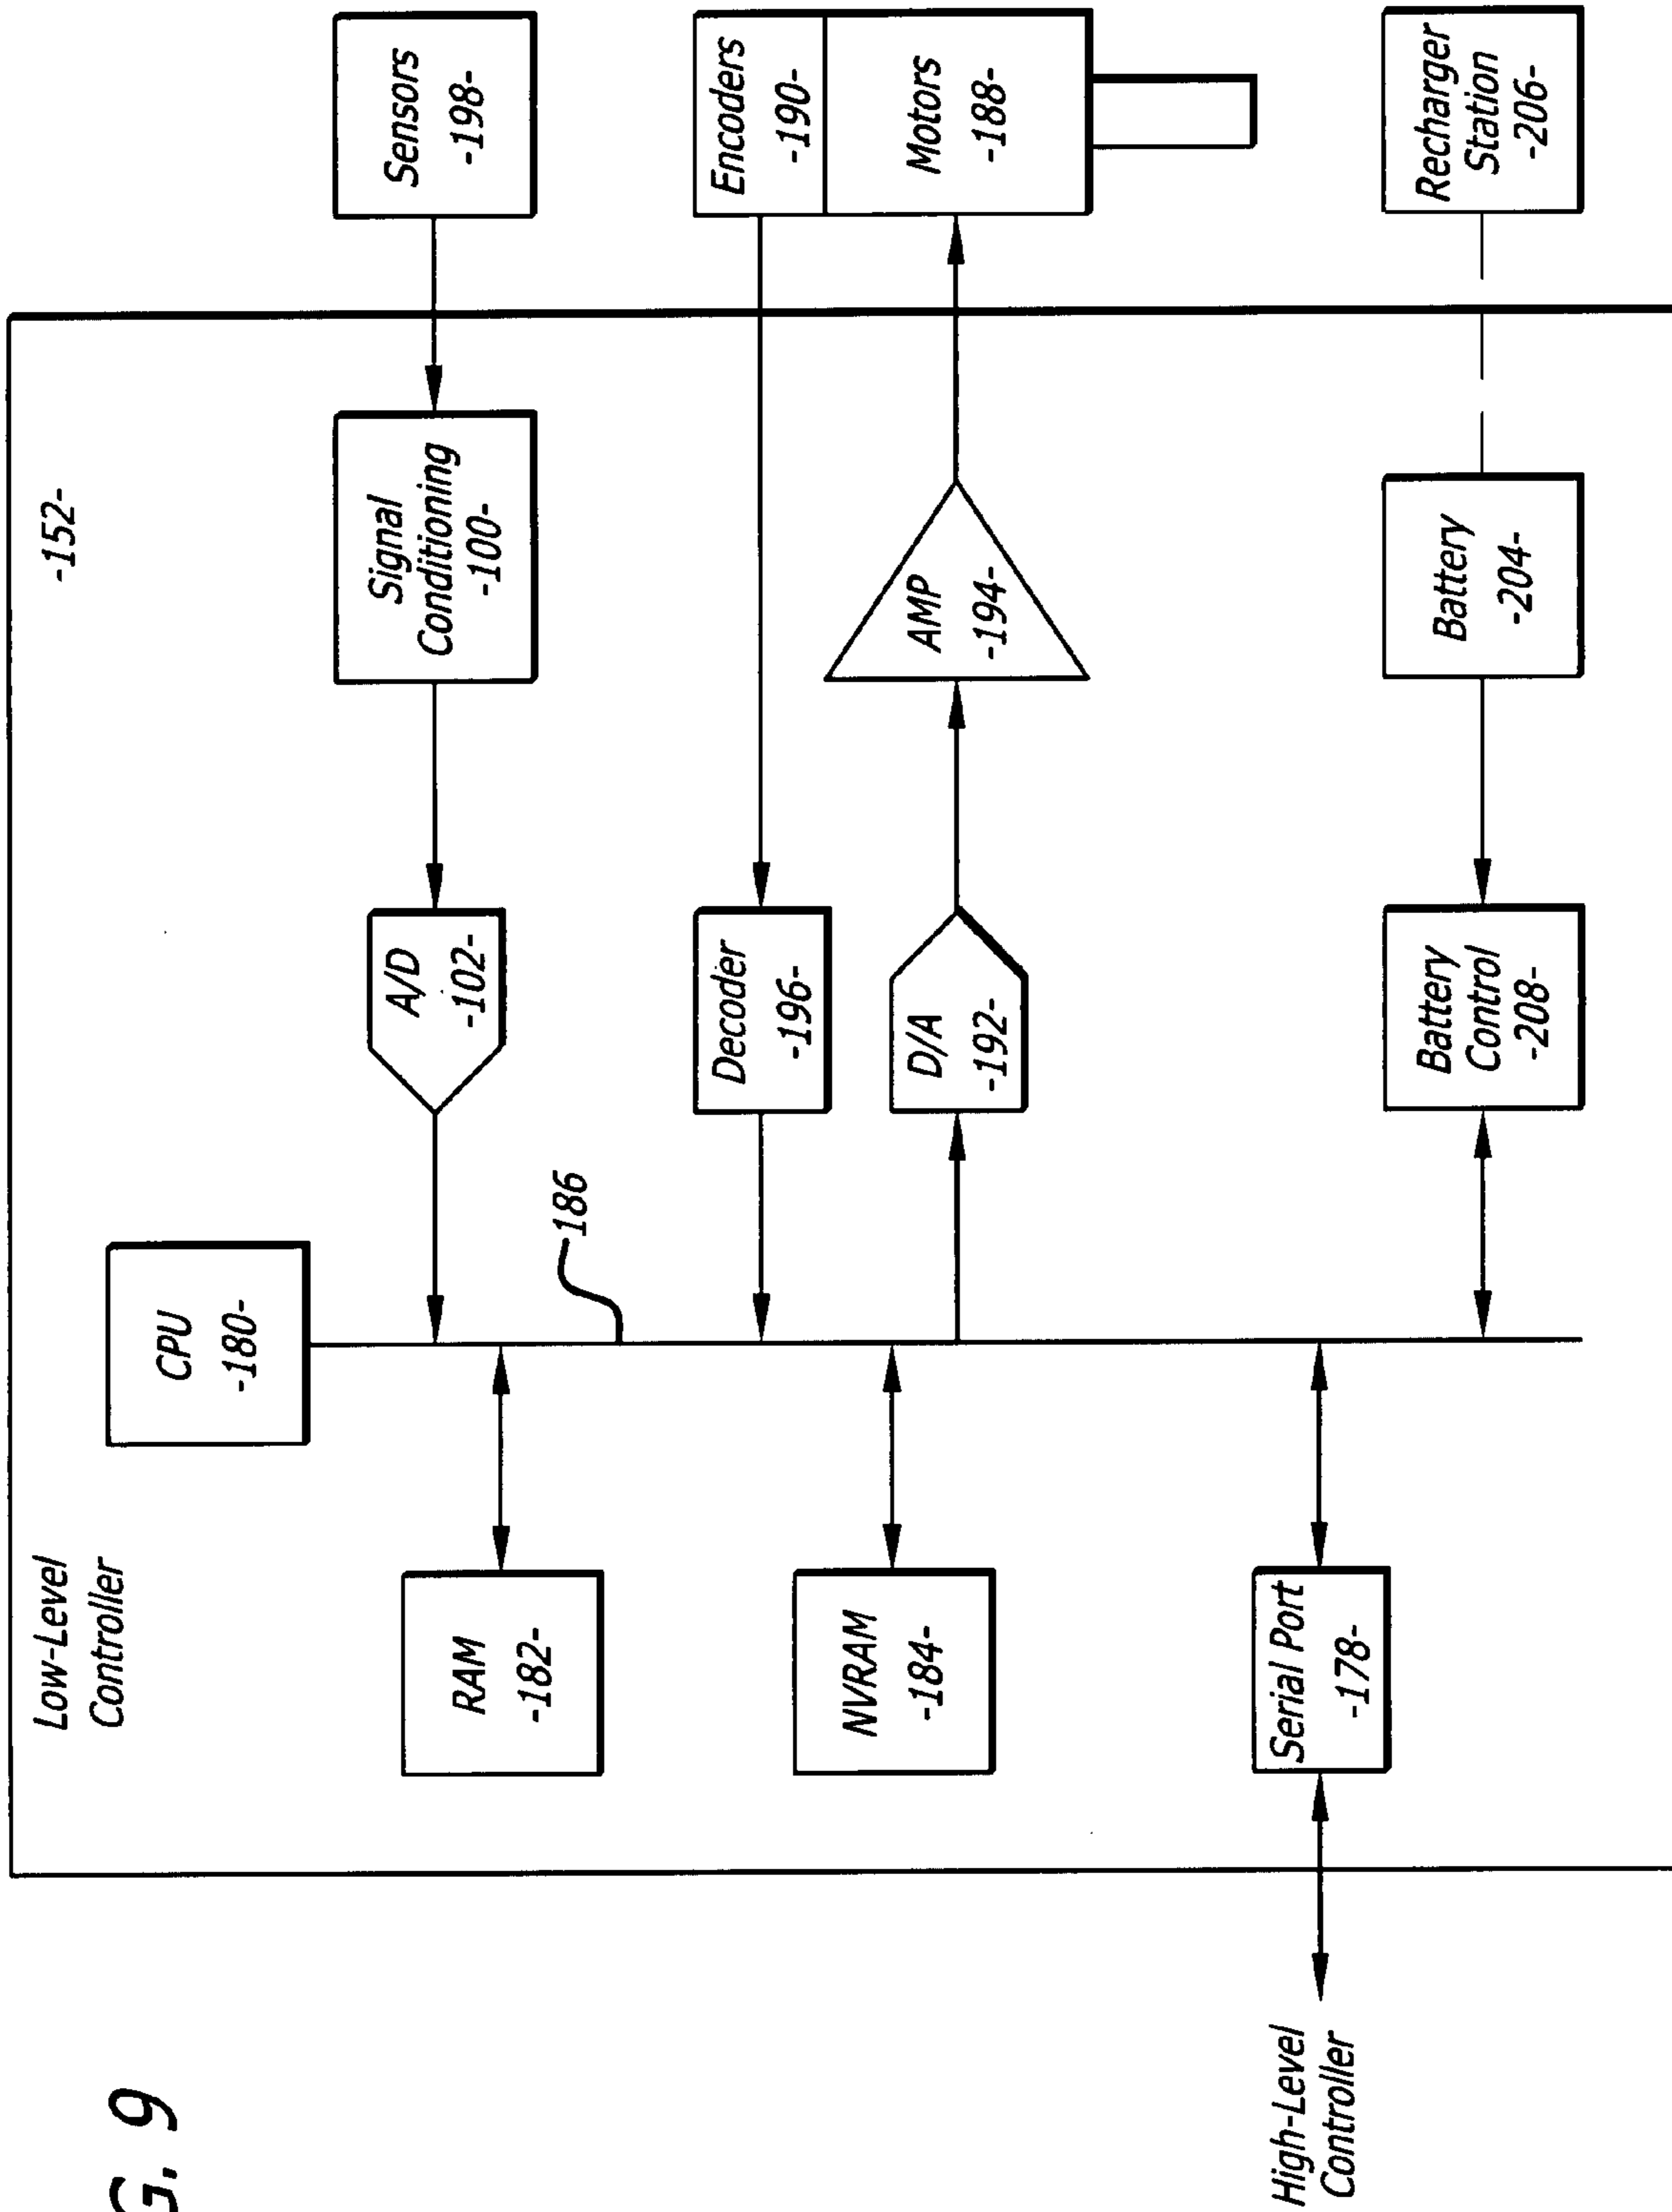 Low-Level
Controller
-152-
G. 9
CPU
-180-
RAM
-182-
A/D
-102-
Signal
Conditioning
-100-
Sensors
-198-
186
Decoder
-196-
Encoders
-190-
NVRAM
-184-
D/A
-192-
AMP
-194-
Motors
-188-
High-Level
Controller
Serial Port
-178-
Battery
Control
-208-
Battery
-204-
Recharger
Station
-206-